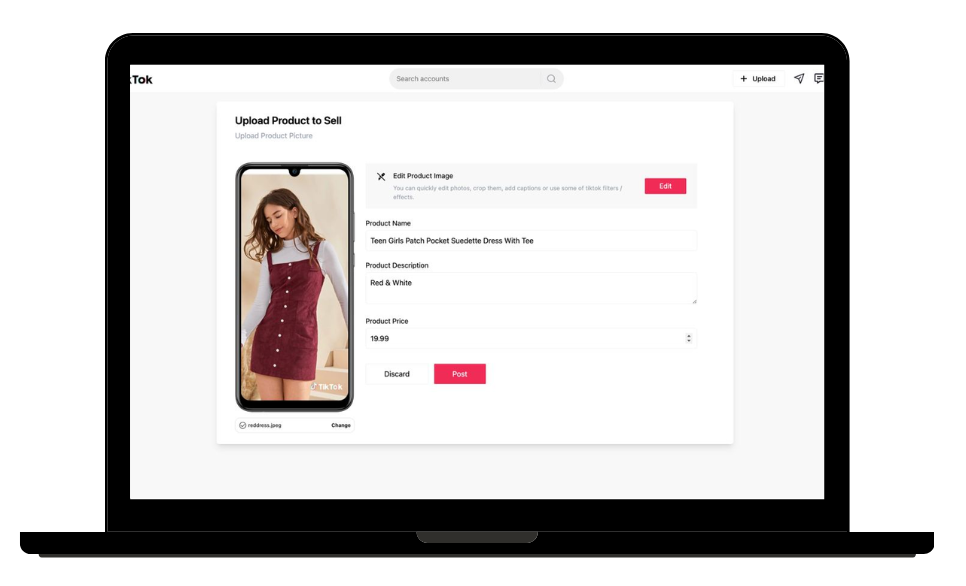 kTok
Search accounts
+ Upload
Upload Product to Sell
Upload Product Picture
Edit Product Image
You can quickly edit photos, crop them, add captions or use some of tiktok filters /
effects.
Edit
Product Name
Teen Girls Patch Pocket Suedette Dress With Tee
Product Description
Red & White
Product Price
19.99
Discard
Post
TikTok
reddress.jpeg
Change